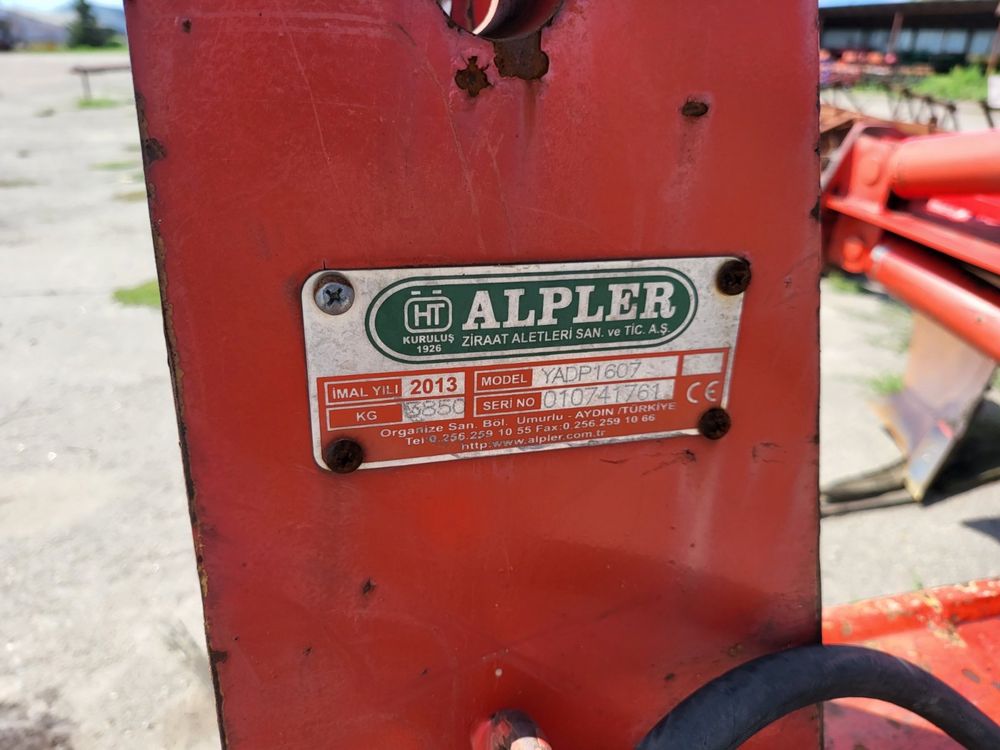 HT
KURULUŞ
1926
ALPLER
ZİRAAT ALETLERİ SAN. ve TİC. A.Ş.
İMAL YILI 2013 MODEL YADP1607
KG 3850 SERİ NO 010741761 CE
Organize San. Böl. Umurlu - AYDIN /TÜRKİYE
Tel:0.256.259 10 55 Fax:0.256.259 10 66
http:www.alpler.com.tr